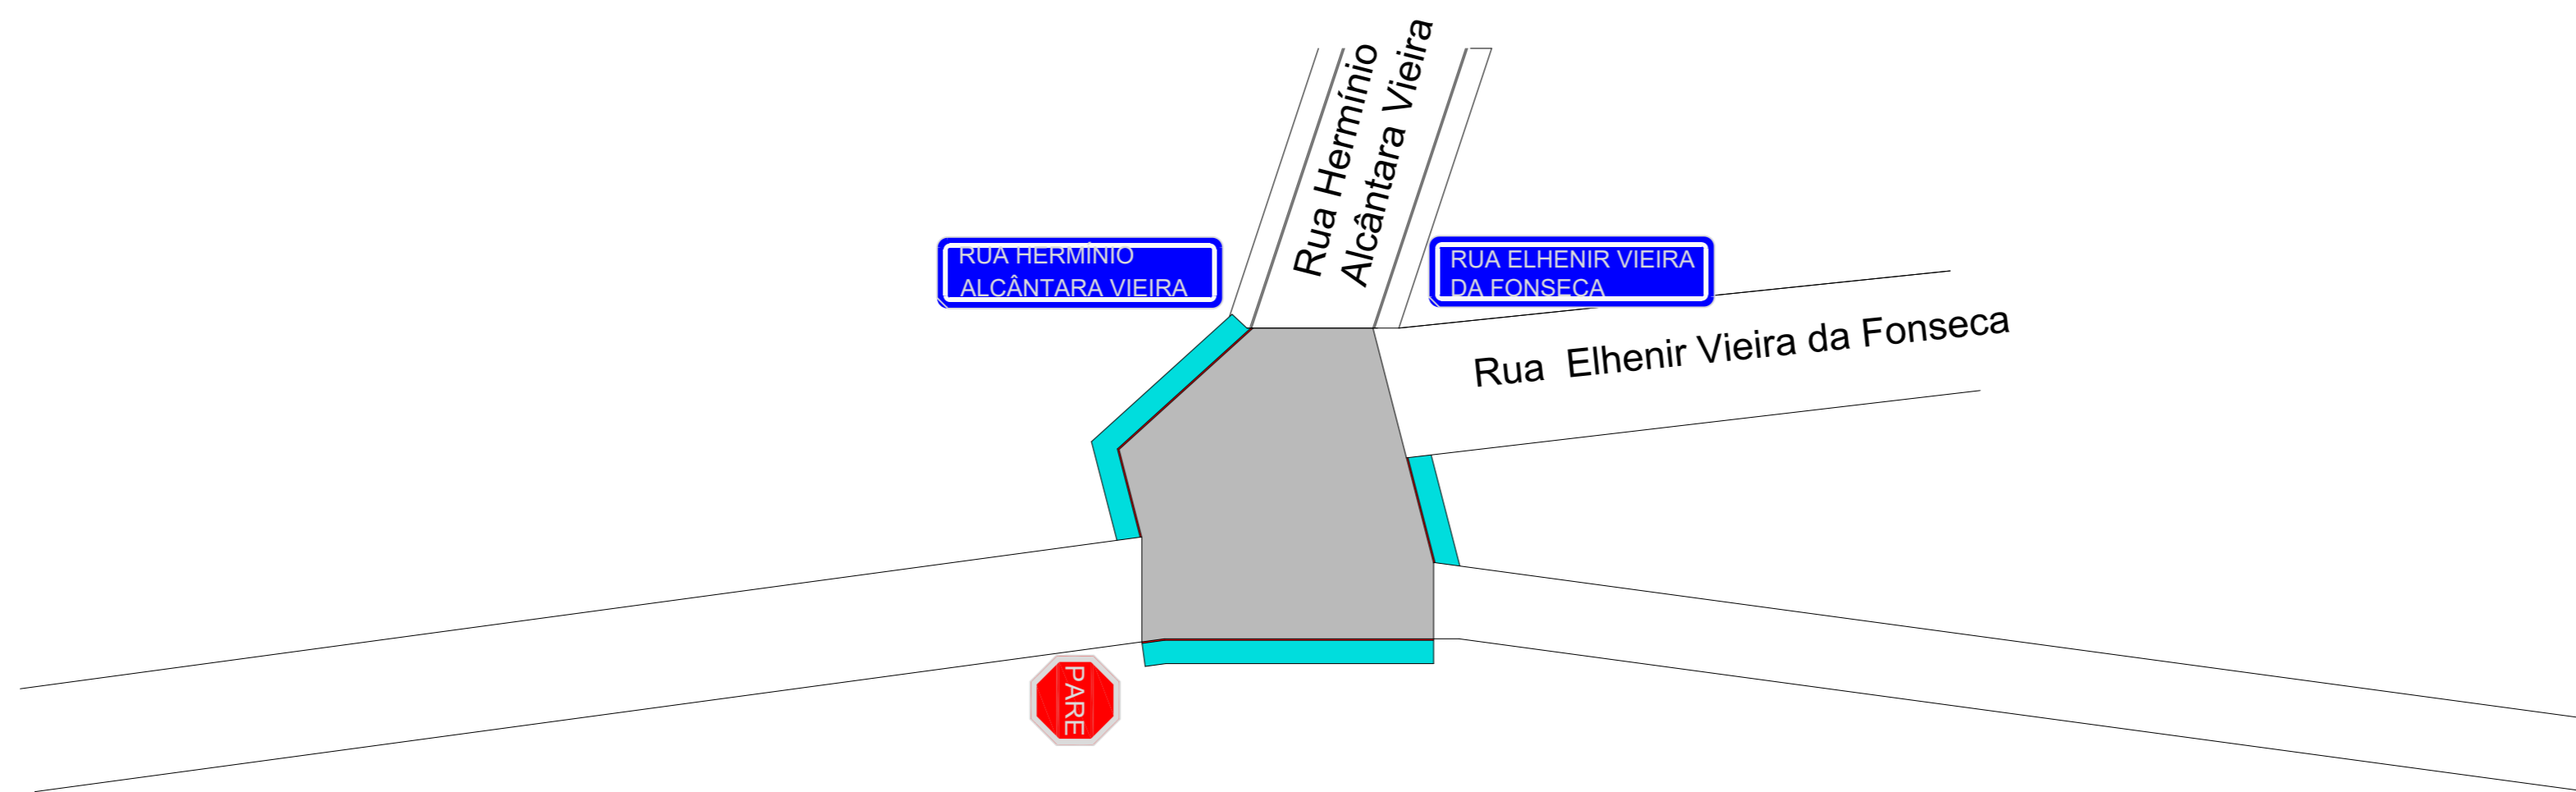 Rua Hermínio
Alcântara Vieira
RUA HERMÍNIO
ALCÂNTARA VIEIRA
RUA ELHENIR VIEIRA
DA FONSECA
Rua Elhenir Vieira da Fonseca
PARE